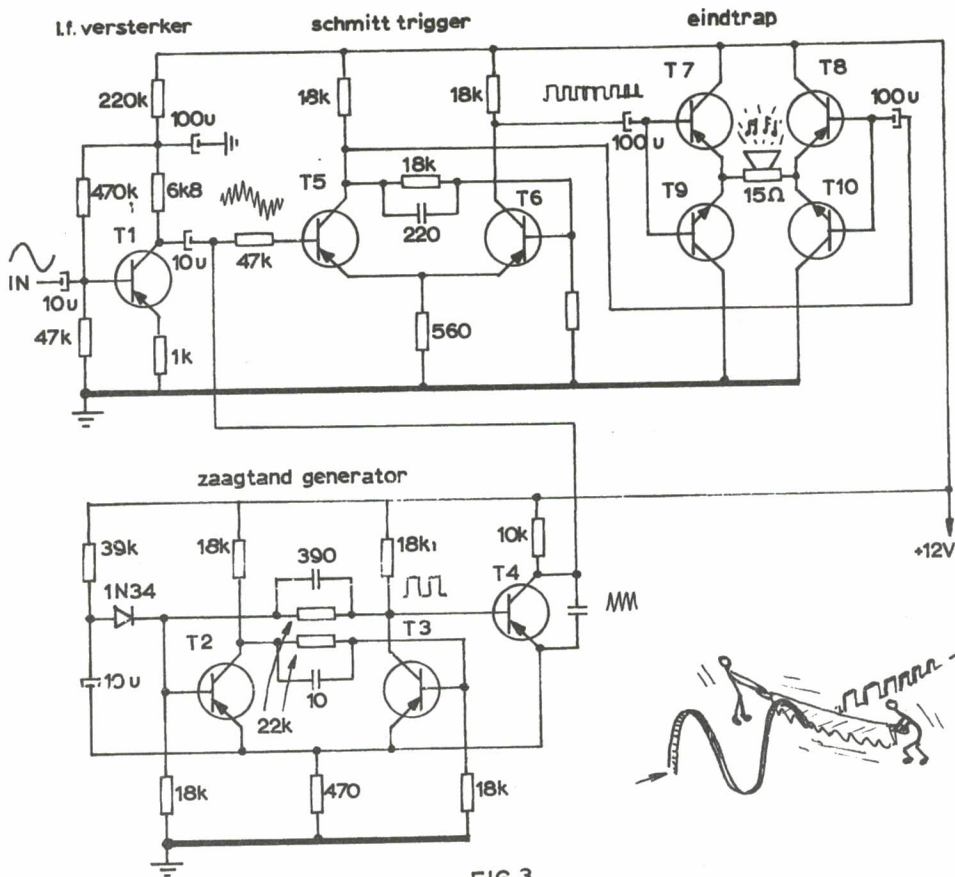 l.f. versterker
schmitt trigger
eindtrap
220k
100u
470k
6k8
T1
IN
10u
10u
47k
1k
47k
18k
18k
T5
18k
220
T6
560
100u
T7
T8
100u
15Ω
T9
T10
zaagtand generator
39k
1N34
10u
18k
390
18k
T2
T3
22k
10
18k
470
18k
10k
T4
+12V
FIG.3